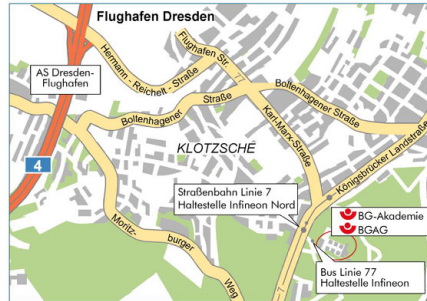 Flughafen Dresden
Flughafen Str.
77
AS Dresden-
Flughafen
Hermann - Reichelt - Straße
Bollenhagener Straße
Bollenhagener Straße
Karl-Marx-Straße
Königsbrücker Landstraße
KLOTZSCHE
4
Straßenbahn Linie 7
Haltestelle Infineon Nord
BG-Akademie
BGAG
Moritz-
burger
Weg
Bus Linie 77
Haltestelle Infineon
7